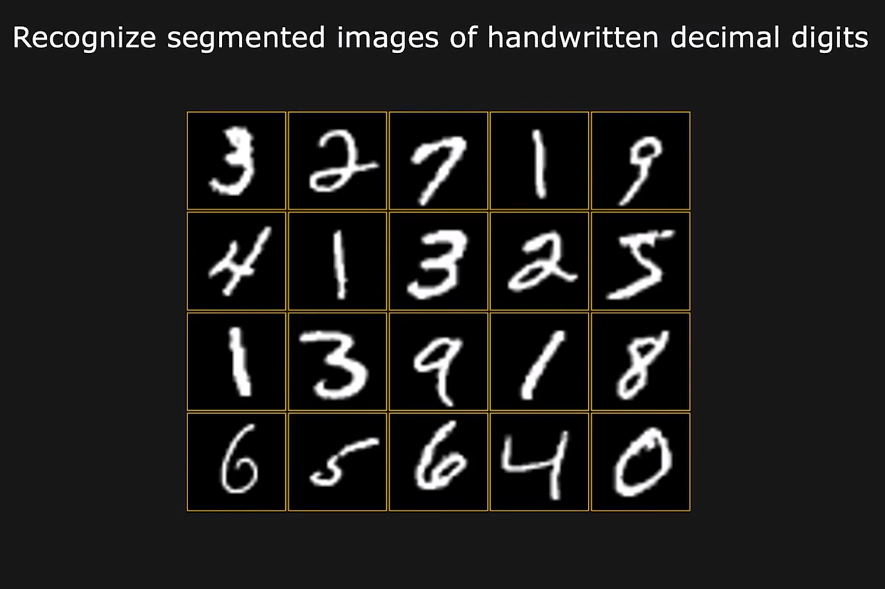 Recognize segmented images of handwritten decimal digits
3 2 7 1 9
4 1 3 2 5
1 3 9 1 8
6 5 6 4 0